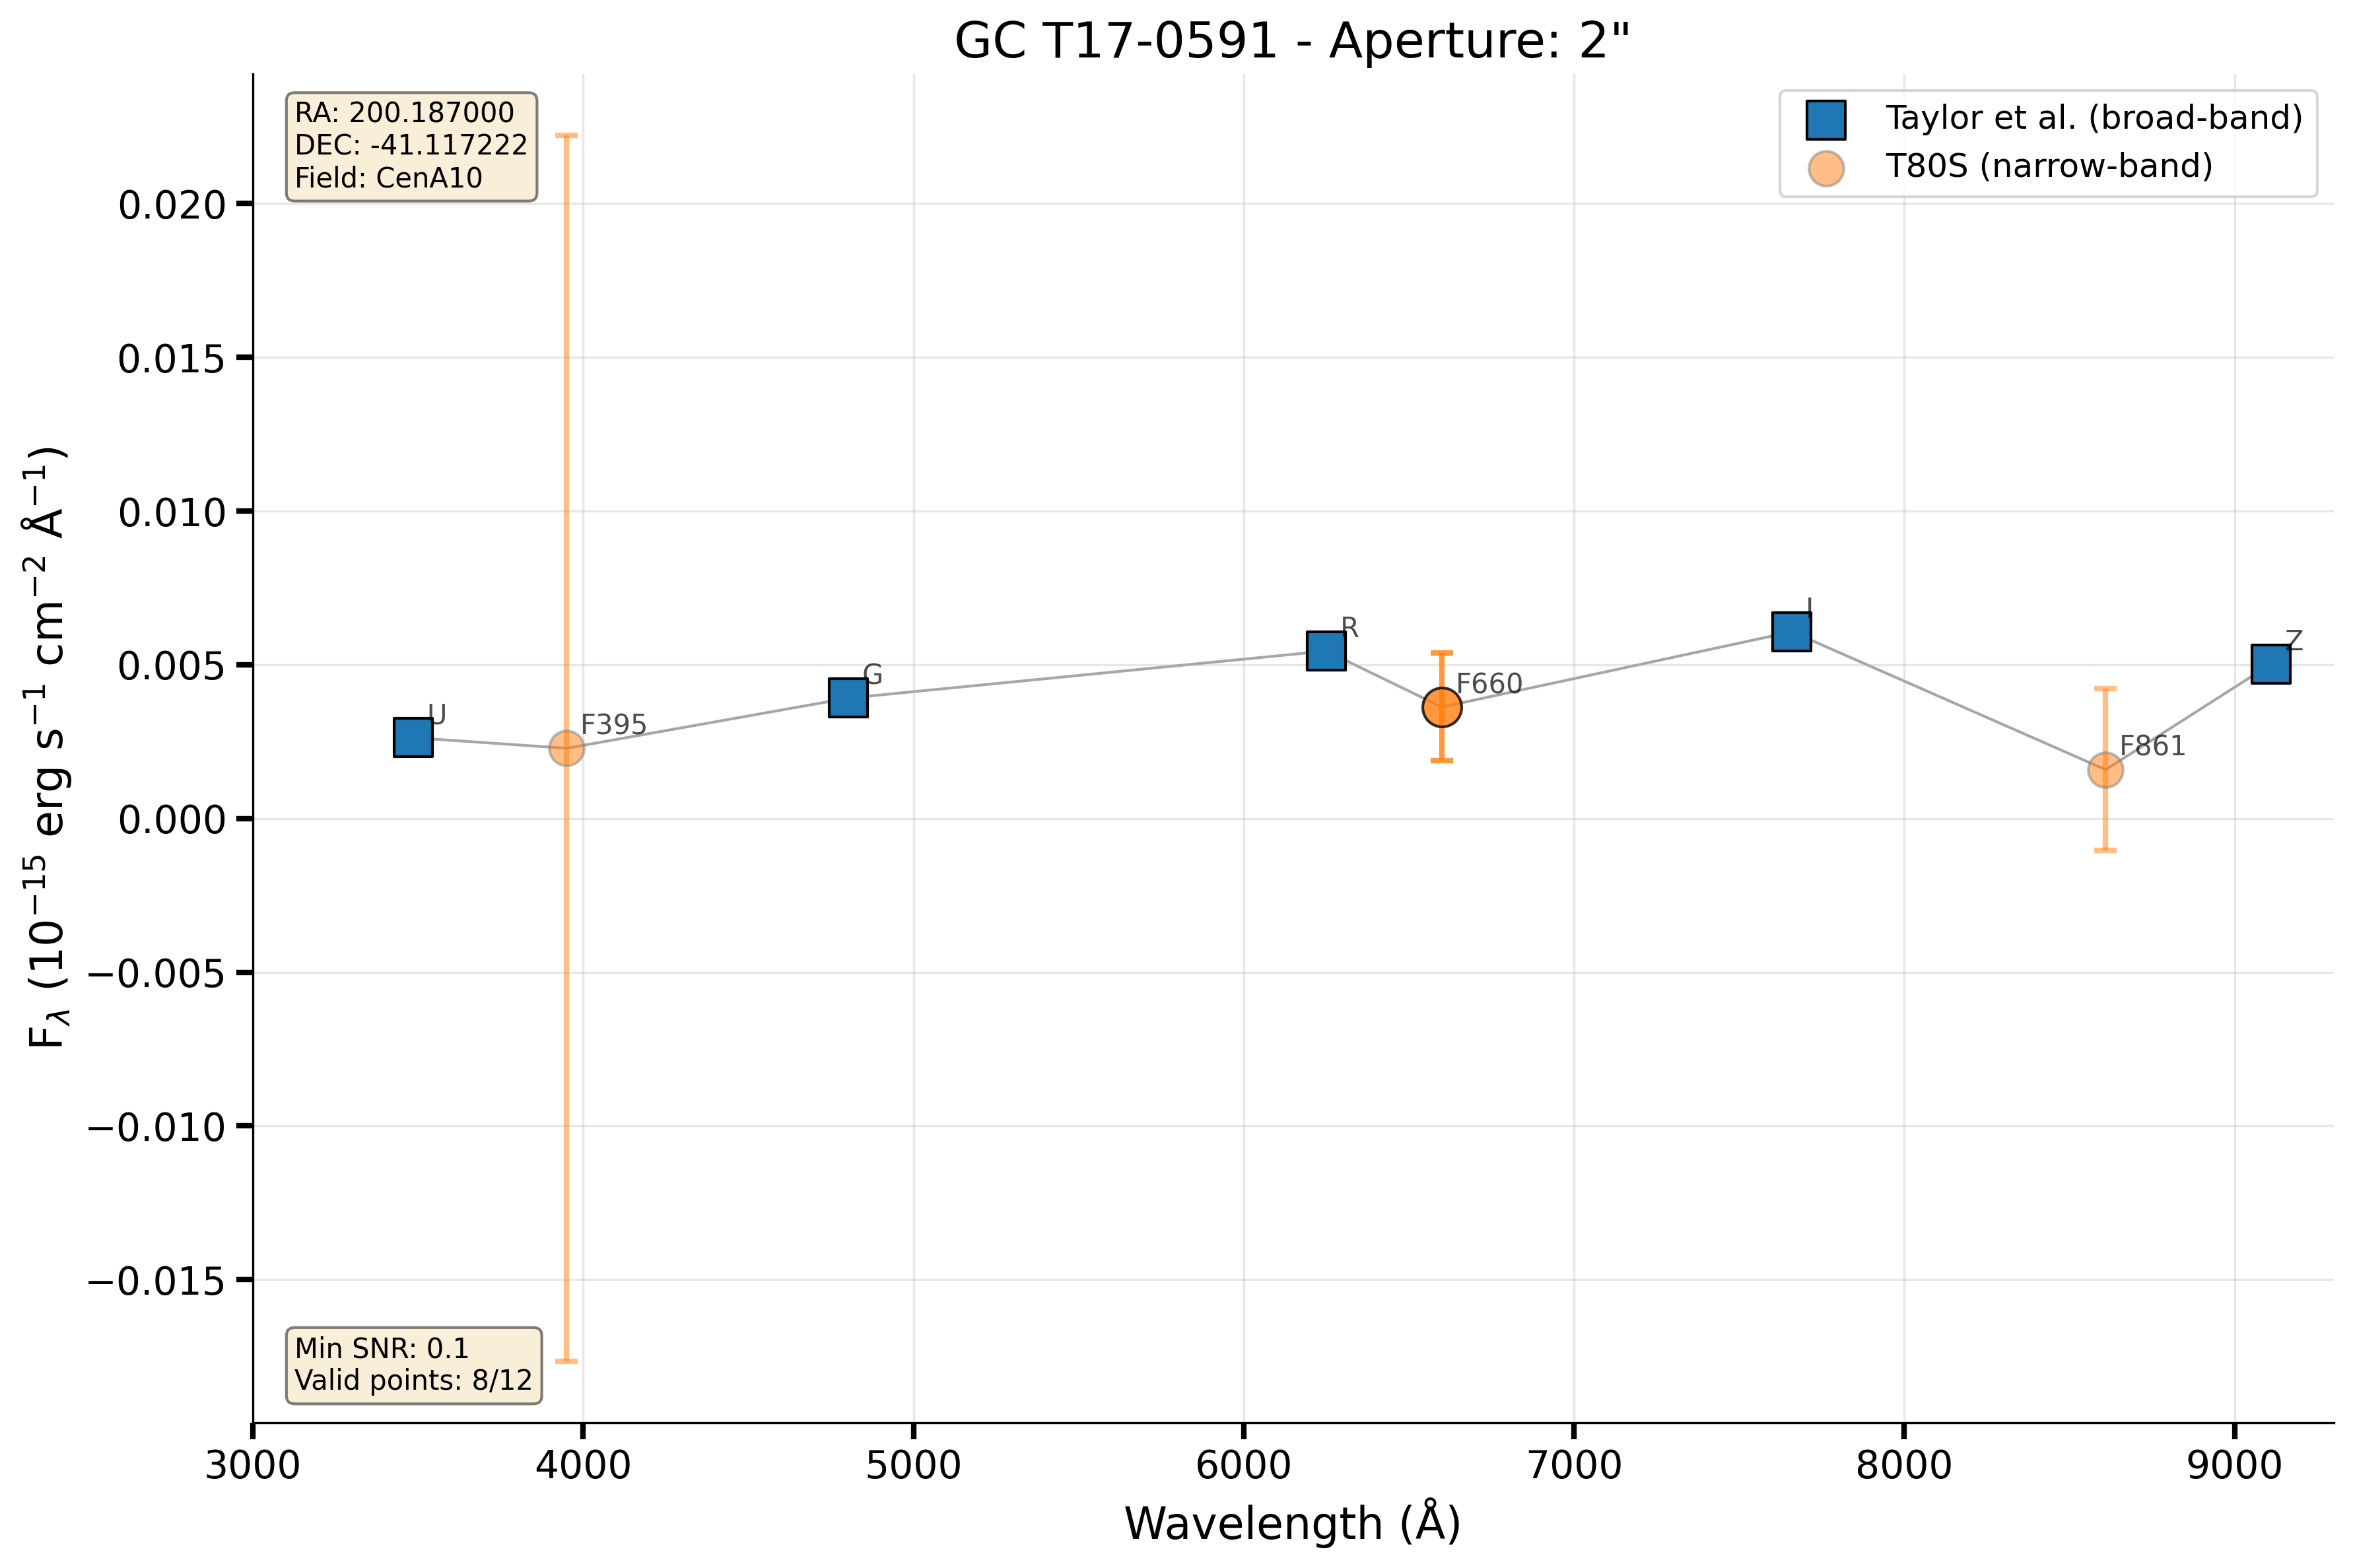 GC T17-0591 - Aperture: 2"
RA: 200.187000
DEC: -41.117222
Field: CenA10
Taylor et al. (broad-band)
T80S (narrow-band)
0.020
0.015
0.010
0.005
0.000
−0.005
−0.010
−0.015
F$_{λ}$ (10$^{−15}$ erg s$^{−1}$ cm$^{−2}$ Å$^{−1}$)
U
F395
G
R
F660
I
F861
Z
Min SNR: 0.1
Valid points: 8/12
3000 4000 5000 6000 7000 8000 9000
Wavelength (Å)